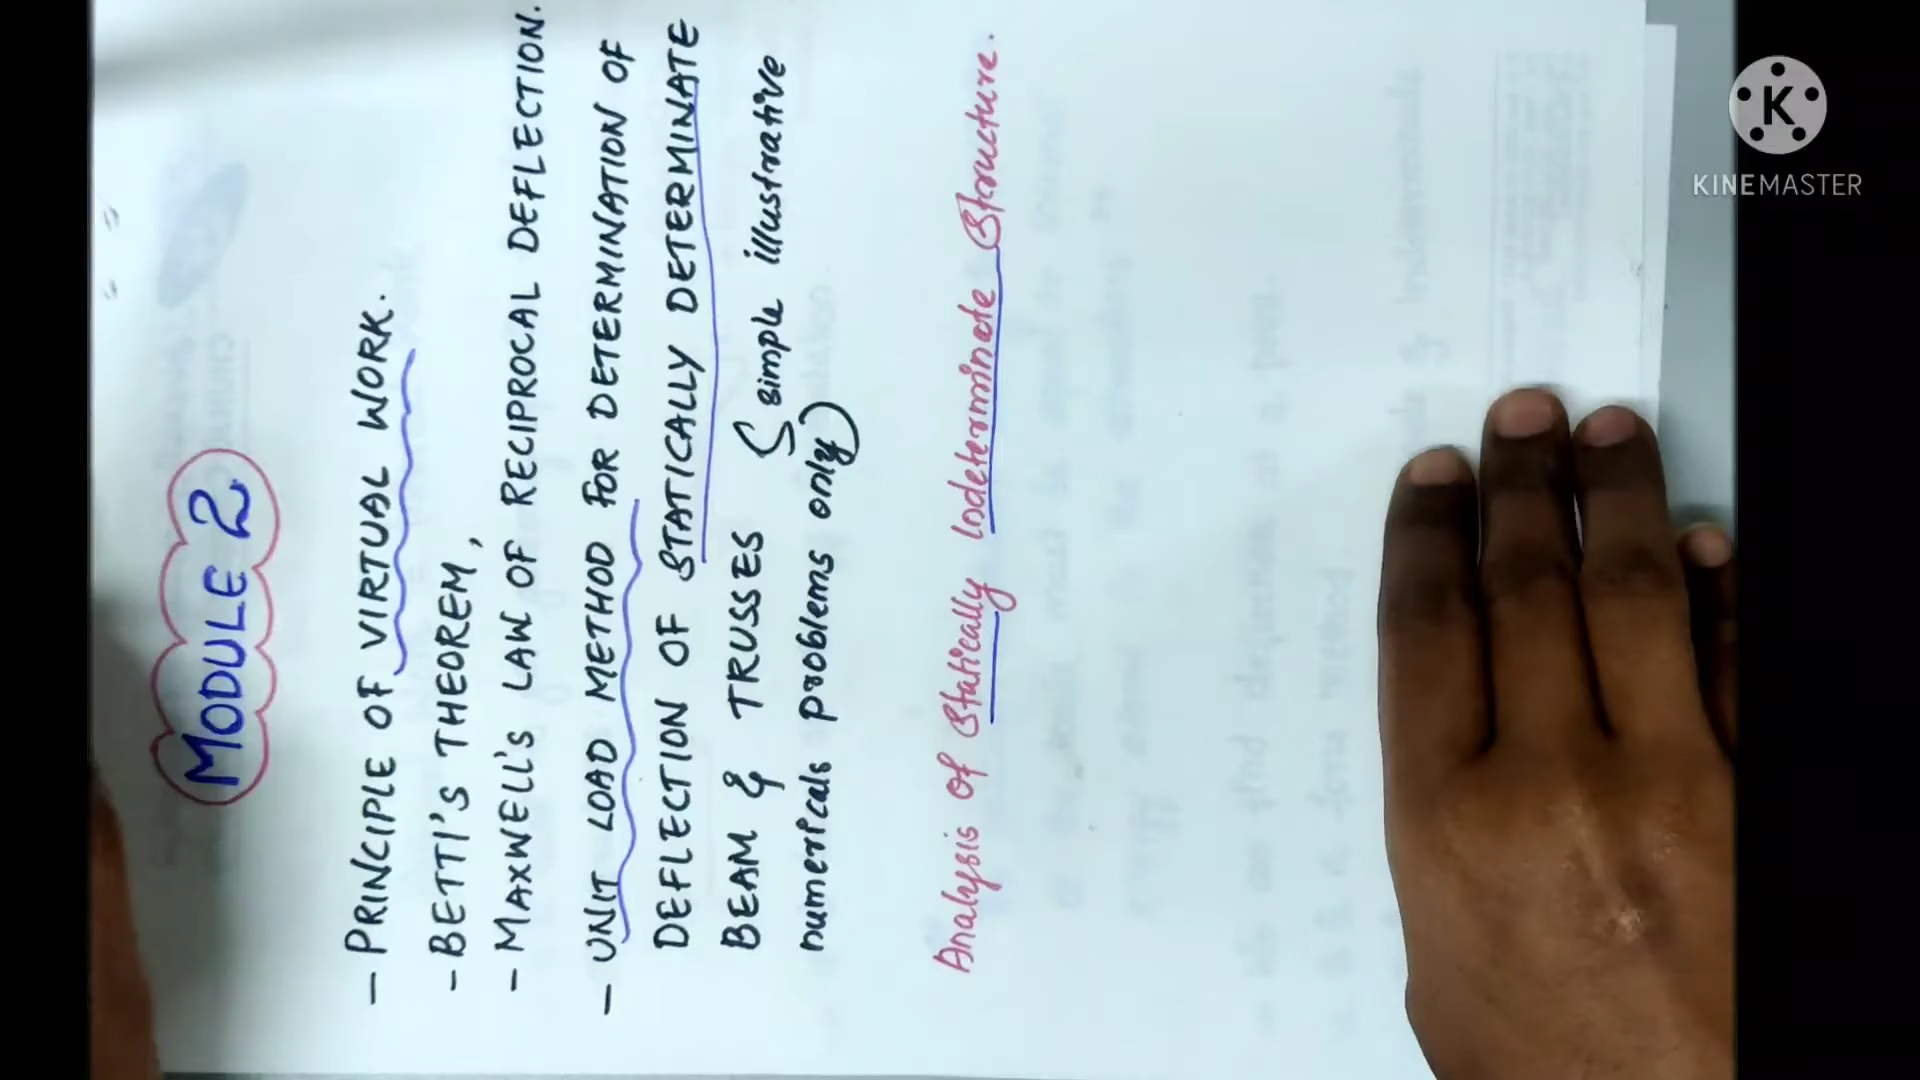 MODULE 2
- PRINCIPLE OF VIRTUAL WORK.
- BETTI'S THEOREM,
- MAXWELL'S LAW OF RECIPROCAL DEFLECTION.
- UNIT LOAD METHOD FOR DETERMINATION OF
DEFLECTION OF STATICALLY DETERMINATE
BEAM & TRUSSES (simple illustrative
numericals problems only)
Analysis of Statically Indeterminate Structure.
K
KINEMASTER